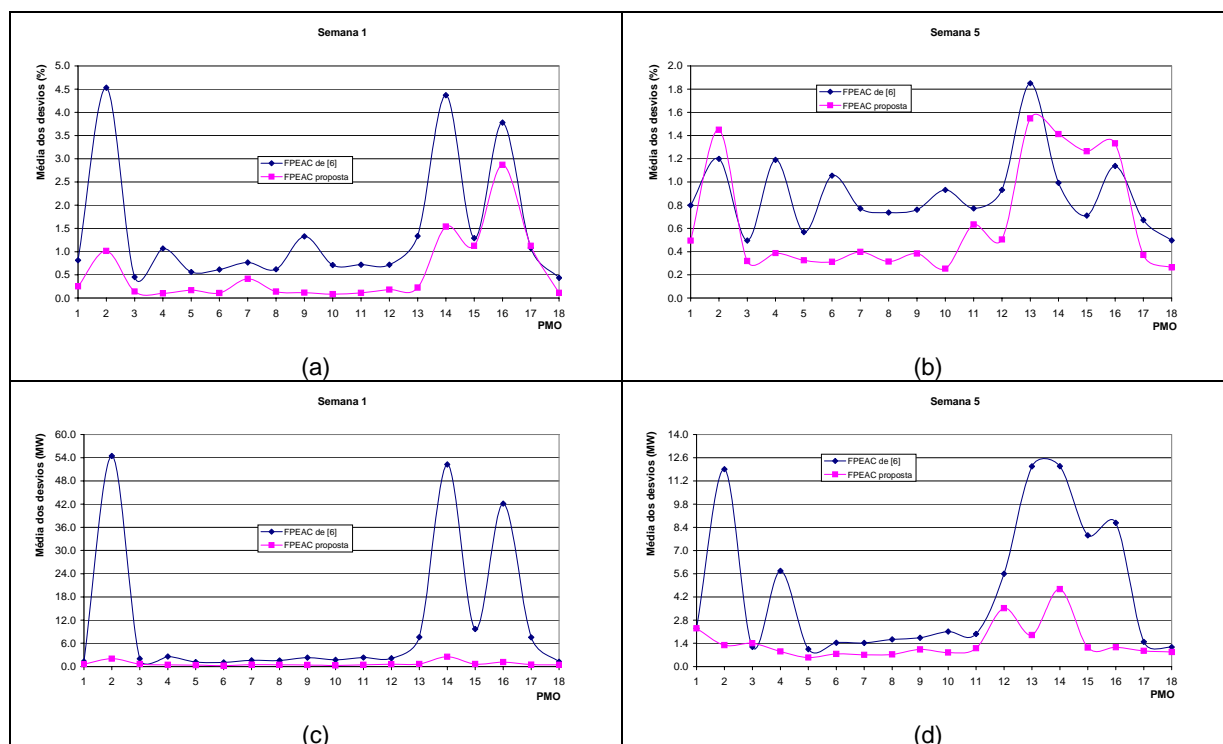 Semana 1
Média dos desvios (%)
5.0
4.5
4.0
3.5
3.0
2.5
2.0
1.5
1.0
0.5
0.0
FPEAC de [6]
FPEAC proposta
1 2 3 4 5 6 7 8 9 10 11 12 13 14 15 16 17 18
PMO
(a)
Semana 5
Média dos desvios (%)
2.0
1.8
1.6
1.4
1.2
1.0
0.8
0.6
0.4
0.2
0.0
FPEAC de [6]
FPEAC proposta
1 2 3 4 5 6 7 8 9 10 11 12 13 14 15 16 17 18
PMO
(b)
Semana 1
Média dos desvios (MW)
60.0
54.0
48.0
42.0
36.0
30.0
24.0
18.0
12.0
6.0
0.0
FPEAC de [6]
FPEAC proposta
1 2 3 4 5 6 7 8 9 10 11 12 13 14 15 16 17 18
PMO
(c)
Semana 5
Média dos desvios (MW)
14.0
12.6
11.2
9.8
8.4
7.0
5.6
4.2
2.8
1.4
0.0
FPEAC de [6]
FPEAC proposta
1 2 3 4 5 6 7 8 9 10 11 12 13 14 15 16 17 18
PMO
(d)